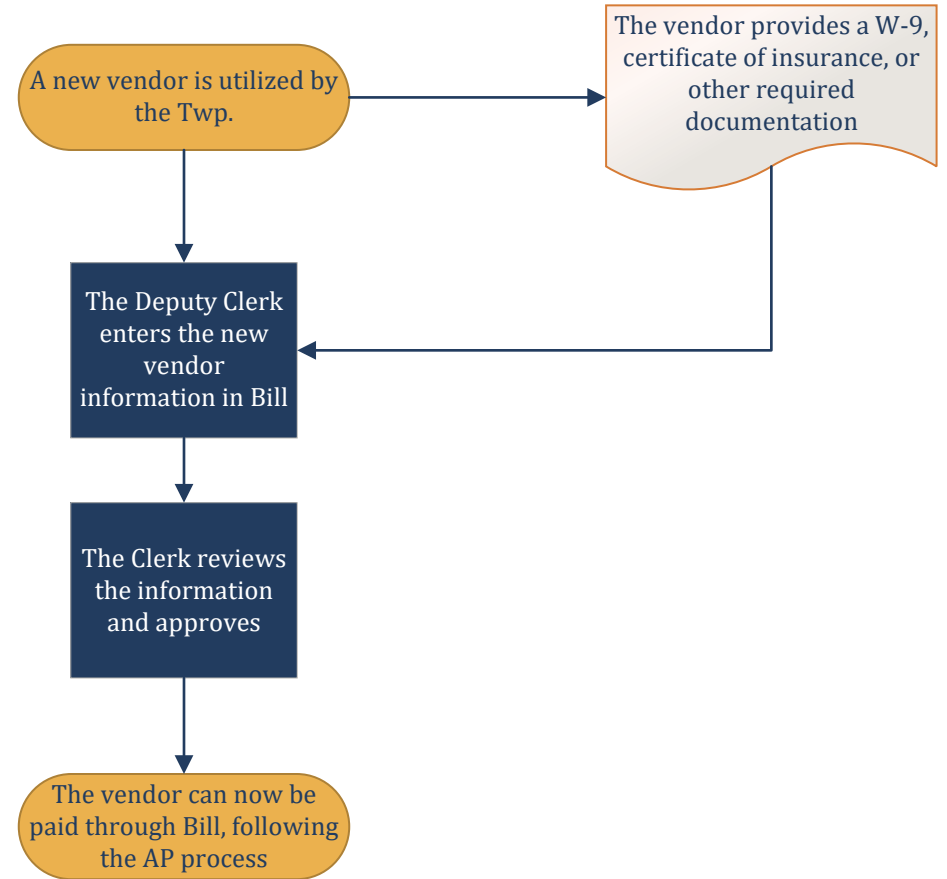 A new vendor is utilized by
the Twp.
The vendor provides a W-9,
certificate of insurance, or
other required
documentation
The Deputy Clerk
enters the new
vendor
information in Bill
The Clerk reviews
the information
and approves
The vendor can now be
paid through Bill, following
the AP process